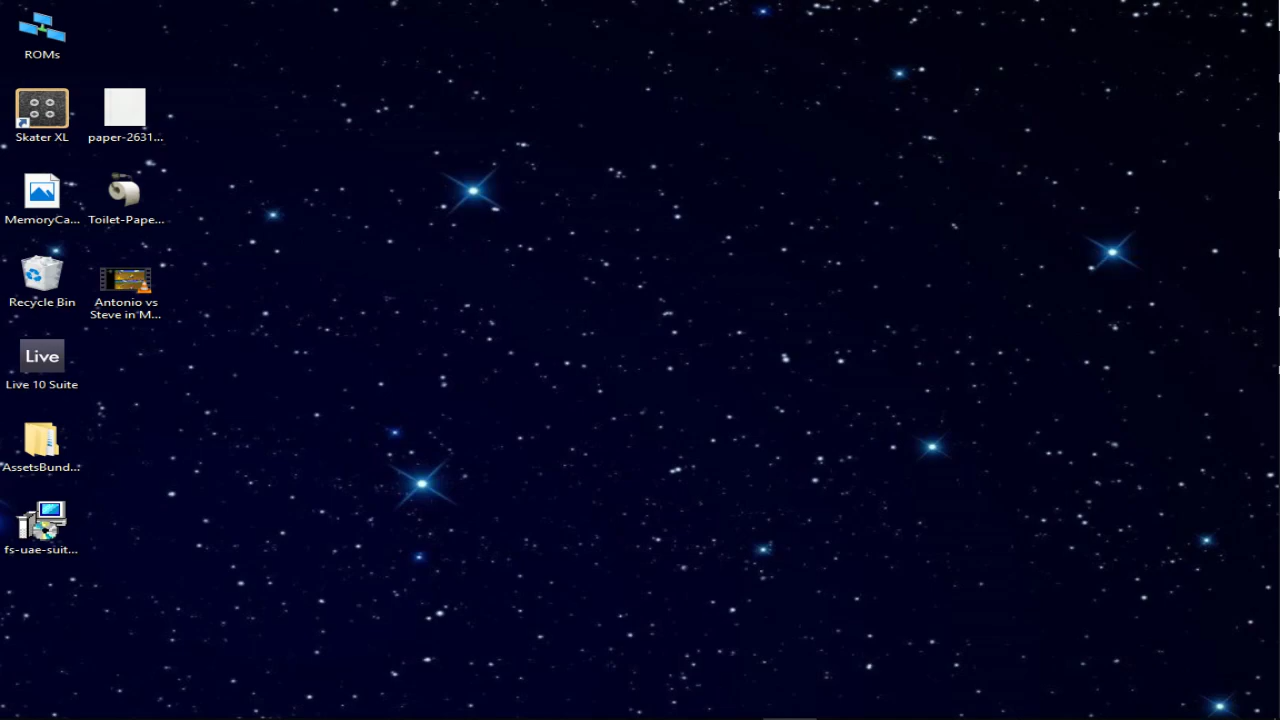 ROMs
Skater XL
paper-2631...
MemoryCa...
Toilet-Pape...
Recycle Bin
Antonio vs
Steve in M...
Live
Live 10 Suite
AssetsBund...
fs-uae-suit...